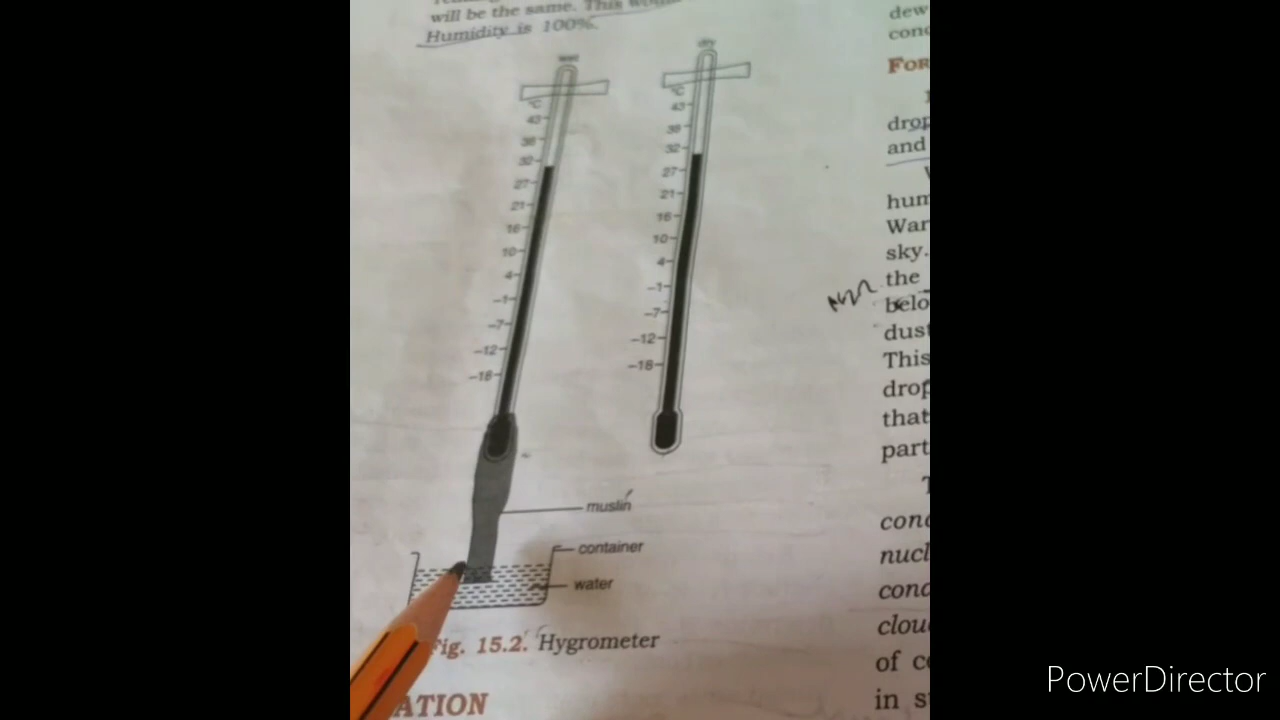 will be the same. This
Humidity is 100%.
wet
°C
43
38
32
27
21
16
10
4
-1
-7
-12
-18
dry
°C
43
38
32
27
21
16
10
4
-1
-7
-12
-18
muslin
container
water
Fig. 15.2. Hygrometer
ATION
dew
FOR
drop
and
hum
War
sky.
the
belo
dust
This
drop
that
part
cond
nucl
cond
clou
of co
in s
PowerDirector